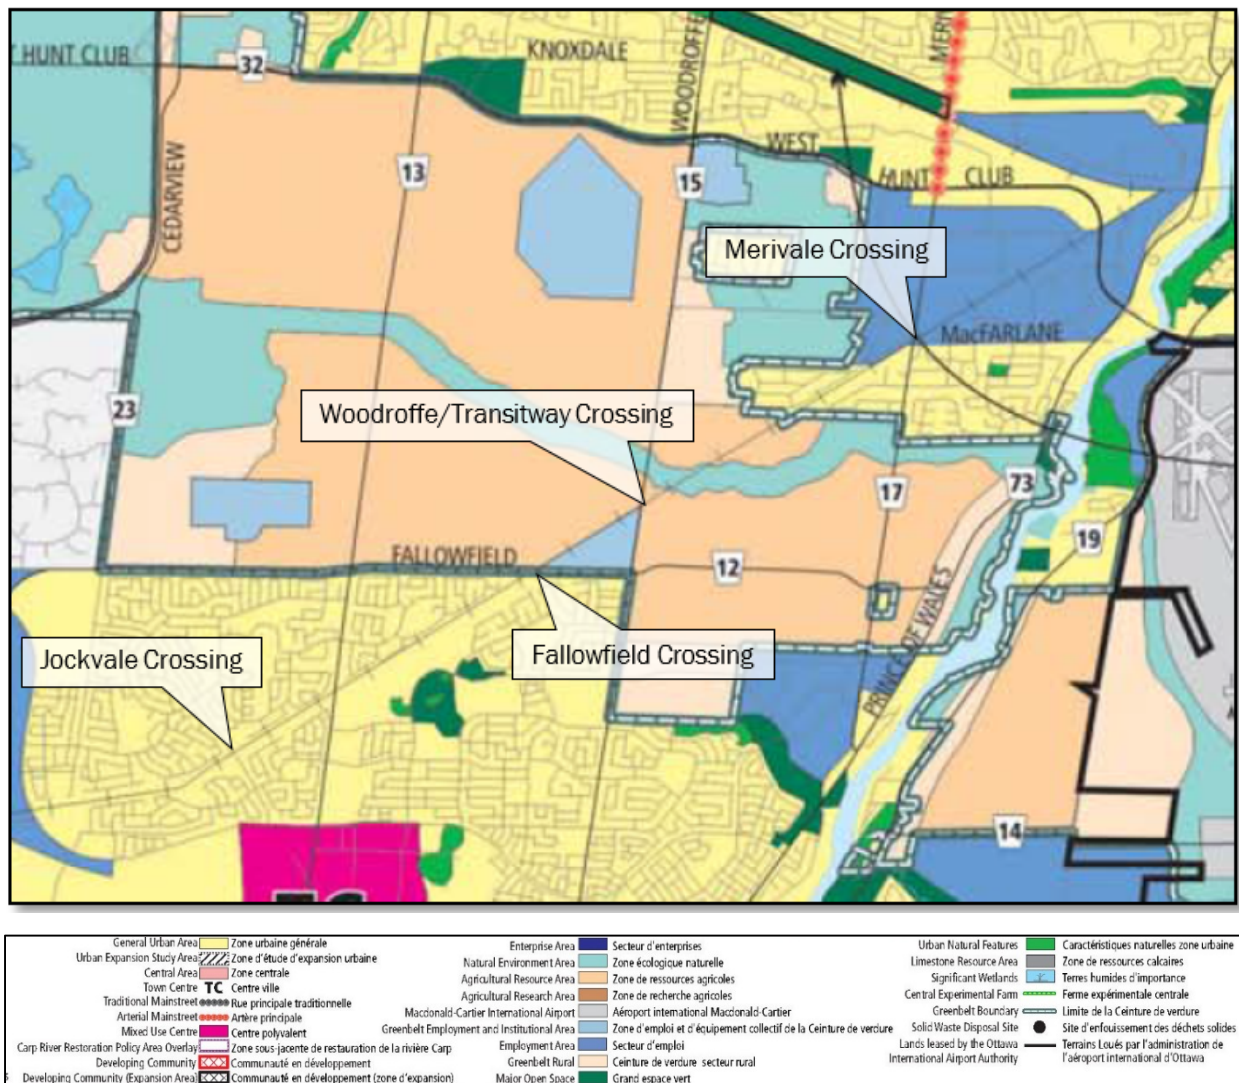 HUNT CLUB
32
KNOXDALE
WOODROFFE
MERIV
13
CEDARVIEW
WEST
15
HUNT CLUB
Merivale Crossing
MacFARLANE
23
Woodroffe/Transitway Crossing
17
73
FALLOWFIELD
12
19
PRINCE OF WALES
Jockvale Crossing
Fallowfield Crossing
14
TC
General Urban Area Zone urbaine générale
Urban Expansion Study Area Zone d'étude d'expansion urbaine
Central Area Zone centrale
Town Centre TC Centre ville
Traditional Mainstreet Rue principale traditionnelle
Arterial Mainstreet Artère principale
Mixed Use Centre Centre polyvalent
Carp River Restoration Policy Area Overlay Zone sous-jacente de restauration de la rivière Carp
Developing Community Communauté en développement
Developing Community (Expansion Area) Communauté en développement (zone d'expansion)
Enterprise Area Secteur d'entreprises
Natural Environment Area Zone écologique naturelle
Agricultural Resource Area Zone de ressources agricoles
Agricultural Research Area Zone de recherche agricoles
Macdonald-Cartier International Airport Aéroport international Macdonald-Cartier
Greenbelt Employment and Institutional Area Zone d'emploi et d'équipement collectif de la Ceinture de verdure
Employment Area Secteur d'emploi
Greenbelt Rural Ceinture de verdure secteur rural
Major Open Space Grand espace vert
Urban Natural Features Caractéristiques naturelles zone urbaine
Limestone Resource Area Zone de ressources calcaires
Significant Wetlands Terres humides d'importance
Central Experimental Farm Ferme expérimentale centrale
Greenbelt Boundary Limite de la Ceinture de verdure
Solid Waste Disposal Site Site d'enfouissement des déchets solides
Lands leased by the Ottawa Terrains Loués par l'administration de
International Airport Authority l'aéroport international d'Ottawa